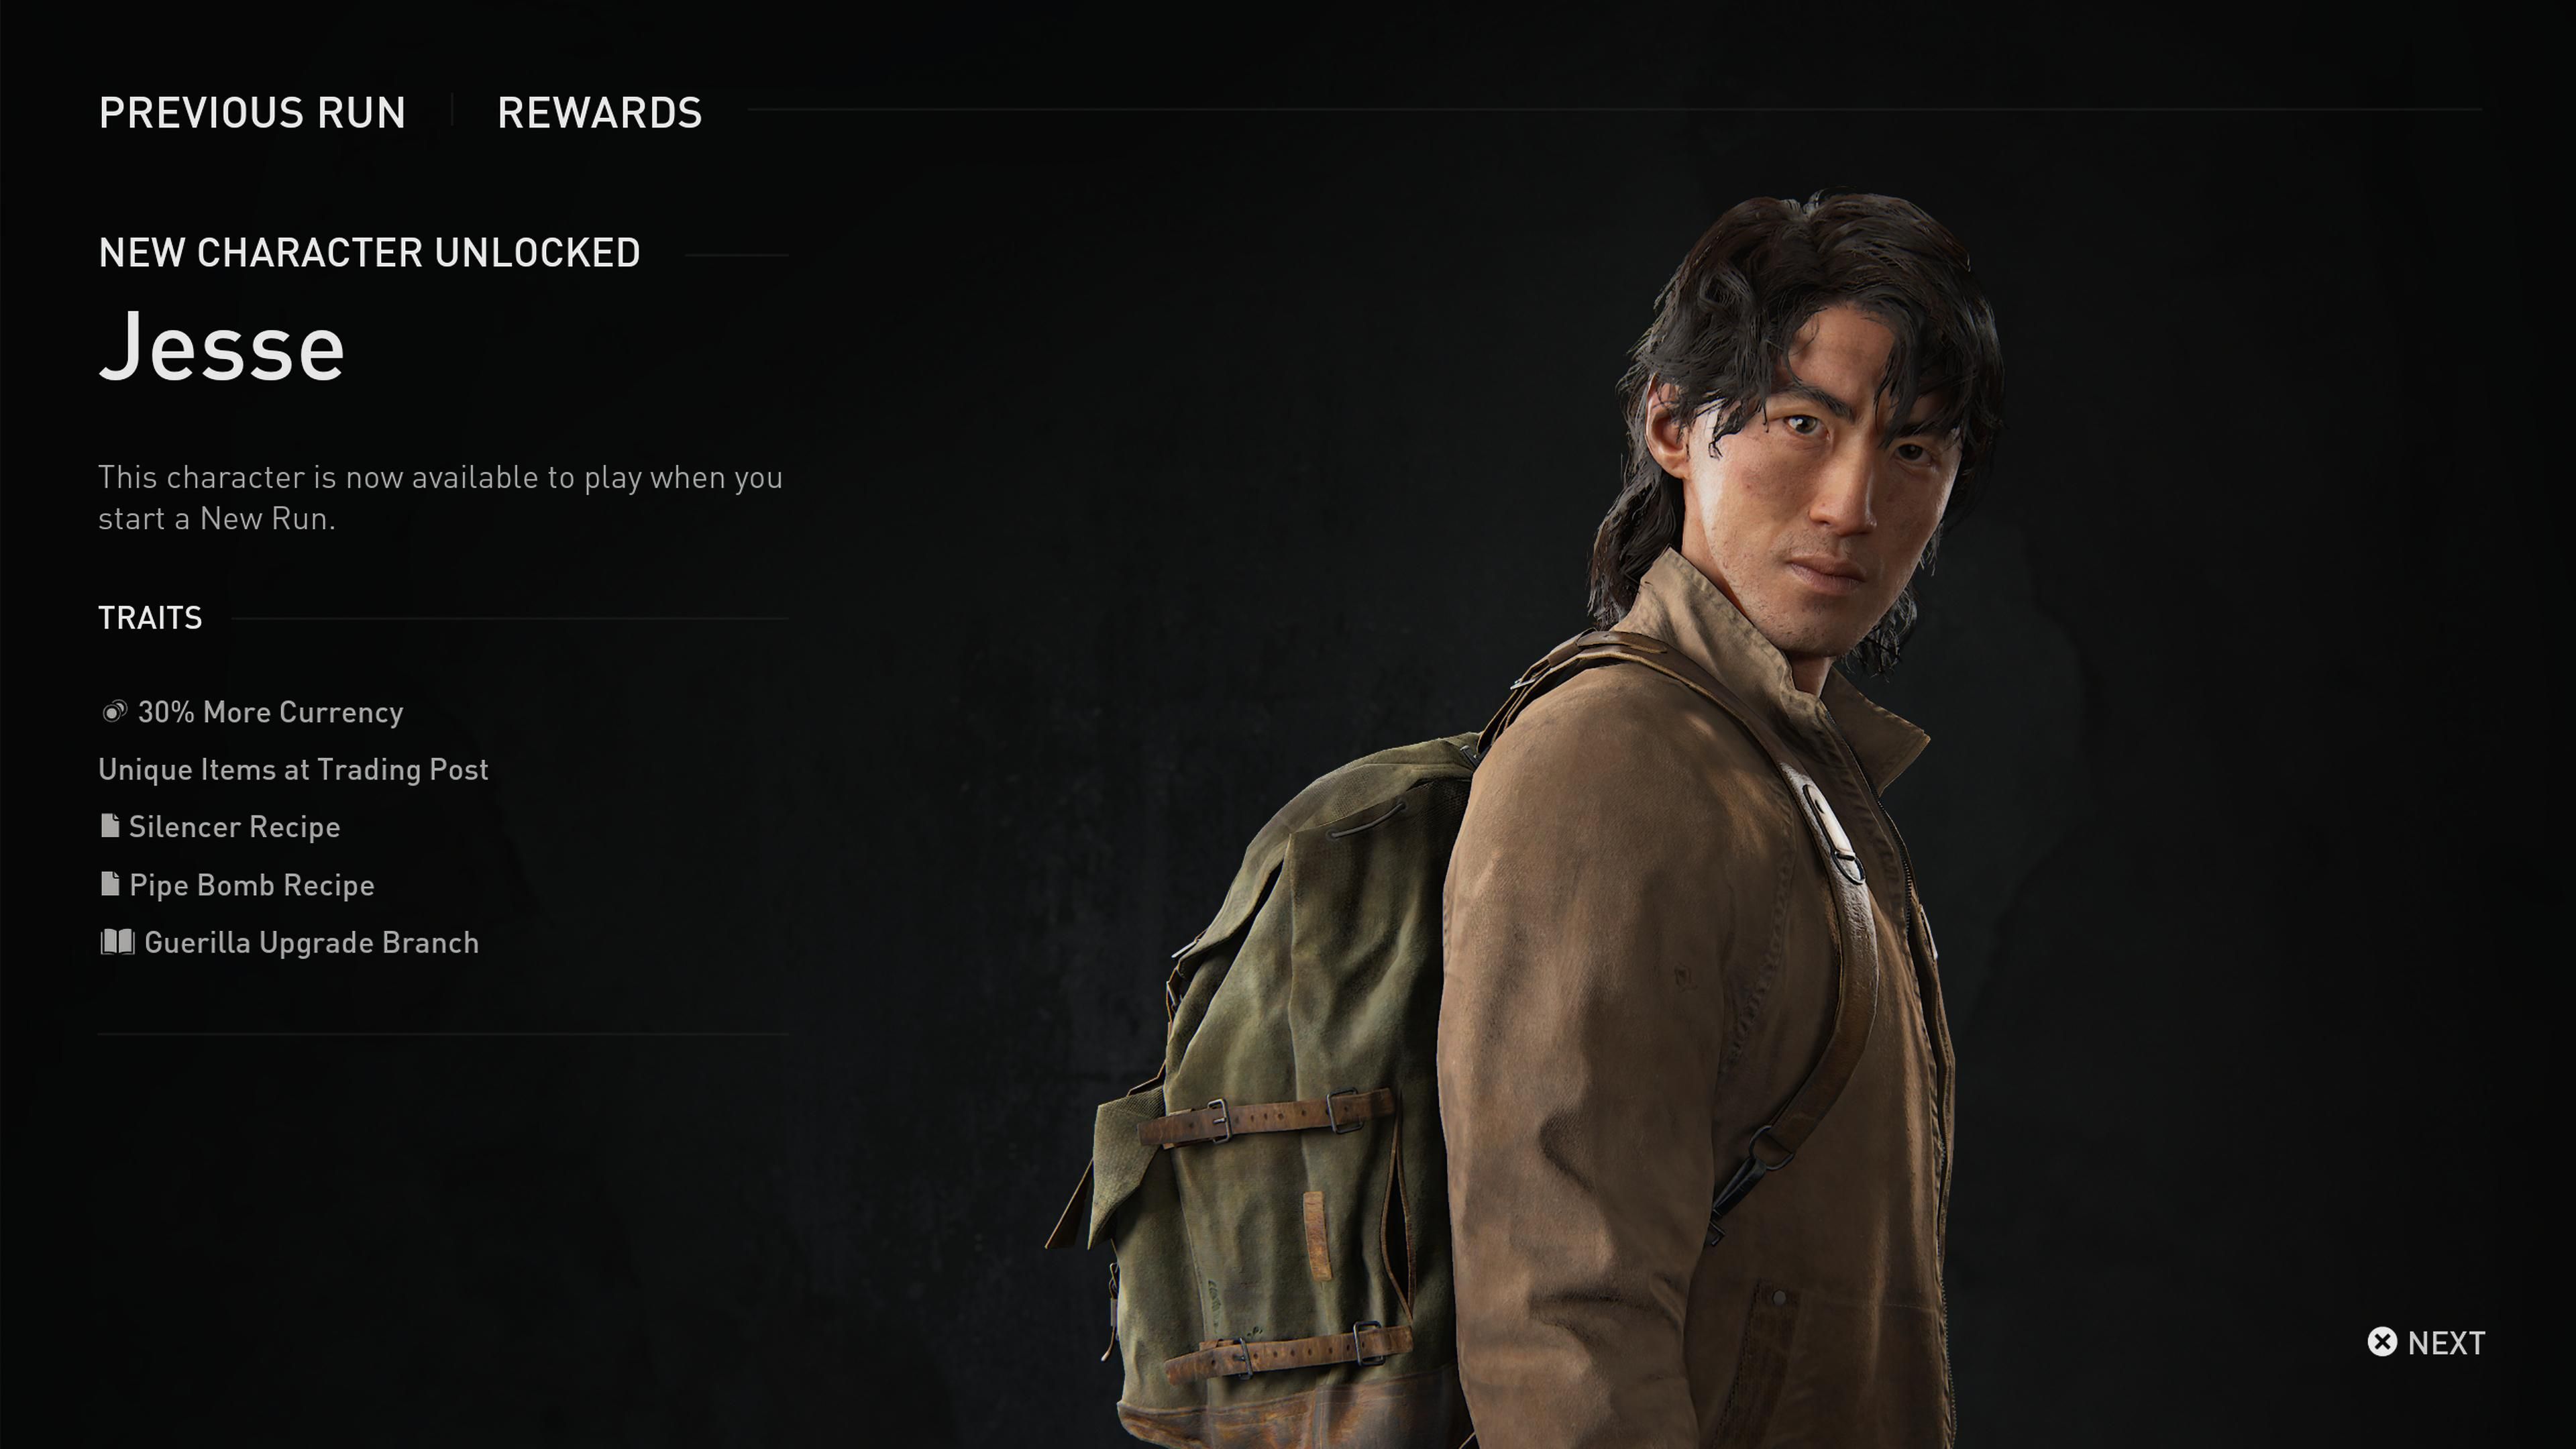 PREVIOUS RUN
REWARDS
NEW CHARACTER UNLOCKED
Jesse
This character is now available to play when you
start a New Run.
TRAITS
30% More Currency
Unique Items at Trading Post
Silencer Recipe
Pipe Bomb Recipe
Guerilla Upgrade Branch
NEXT